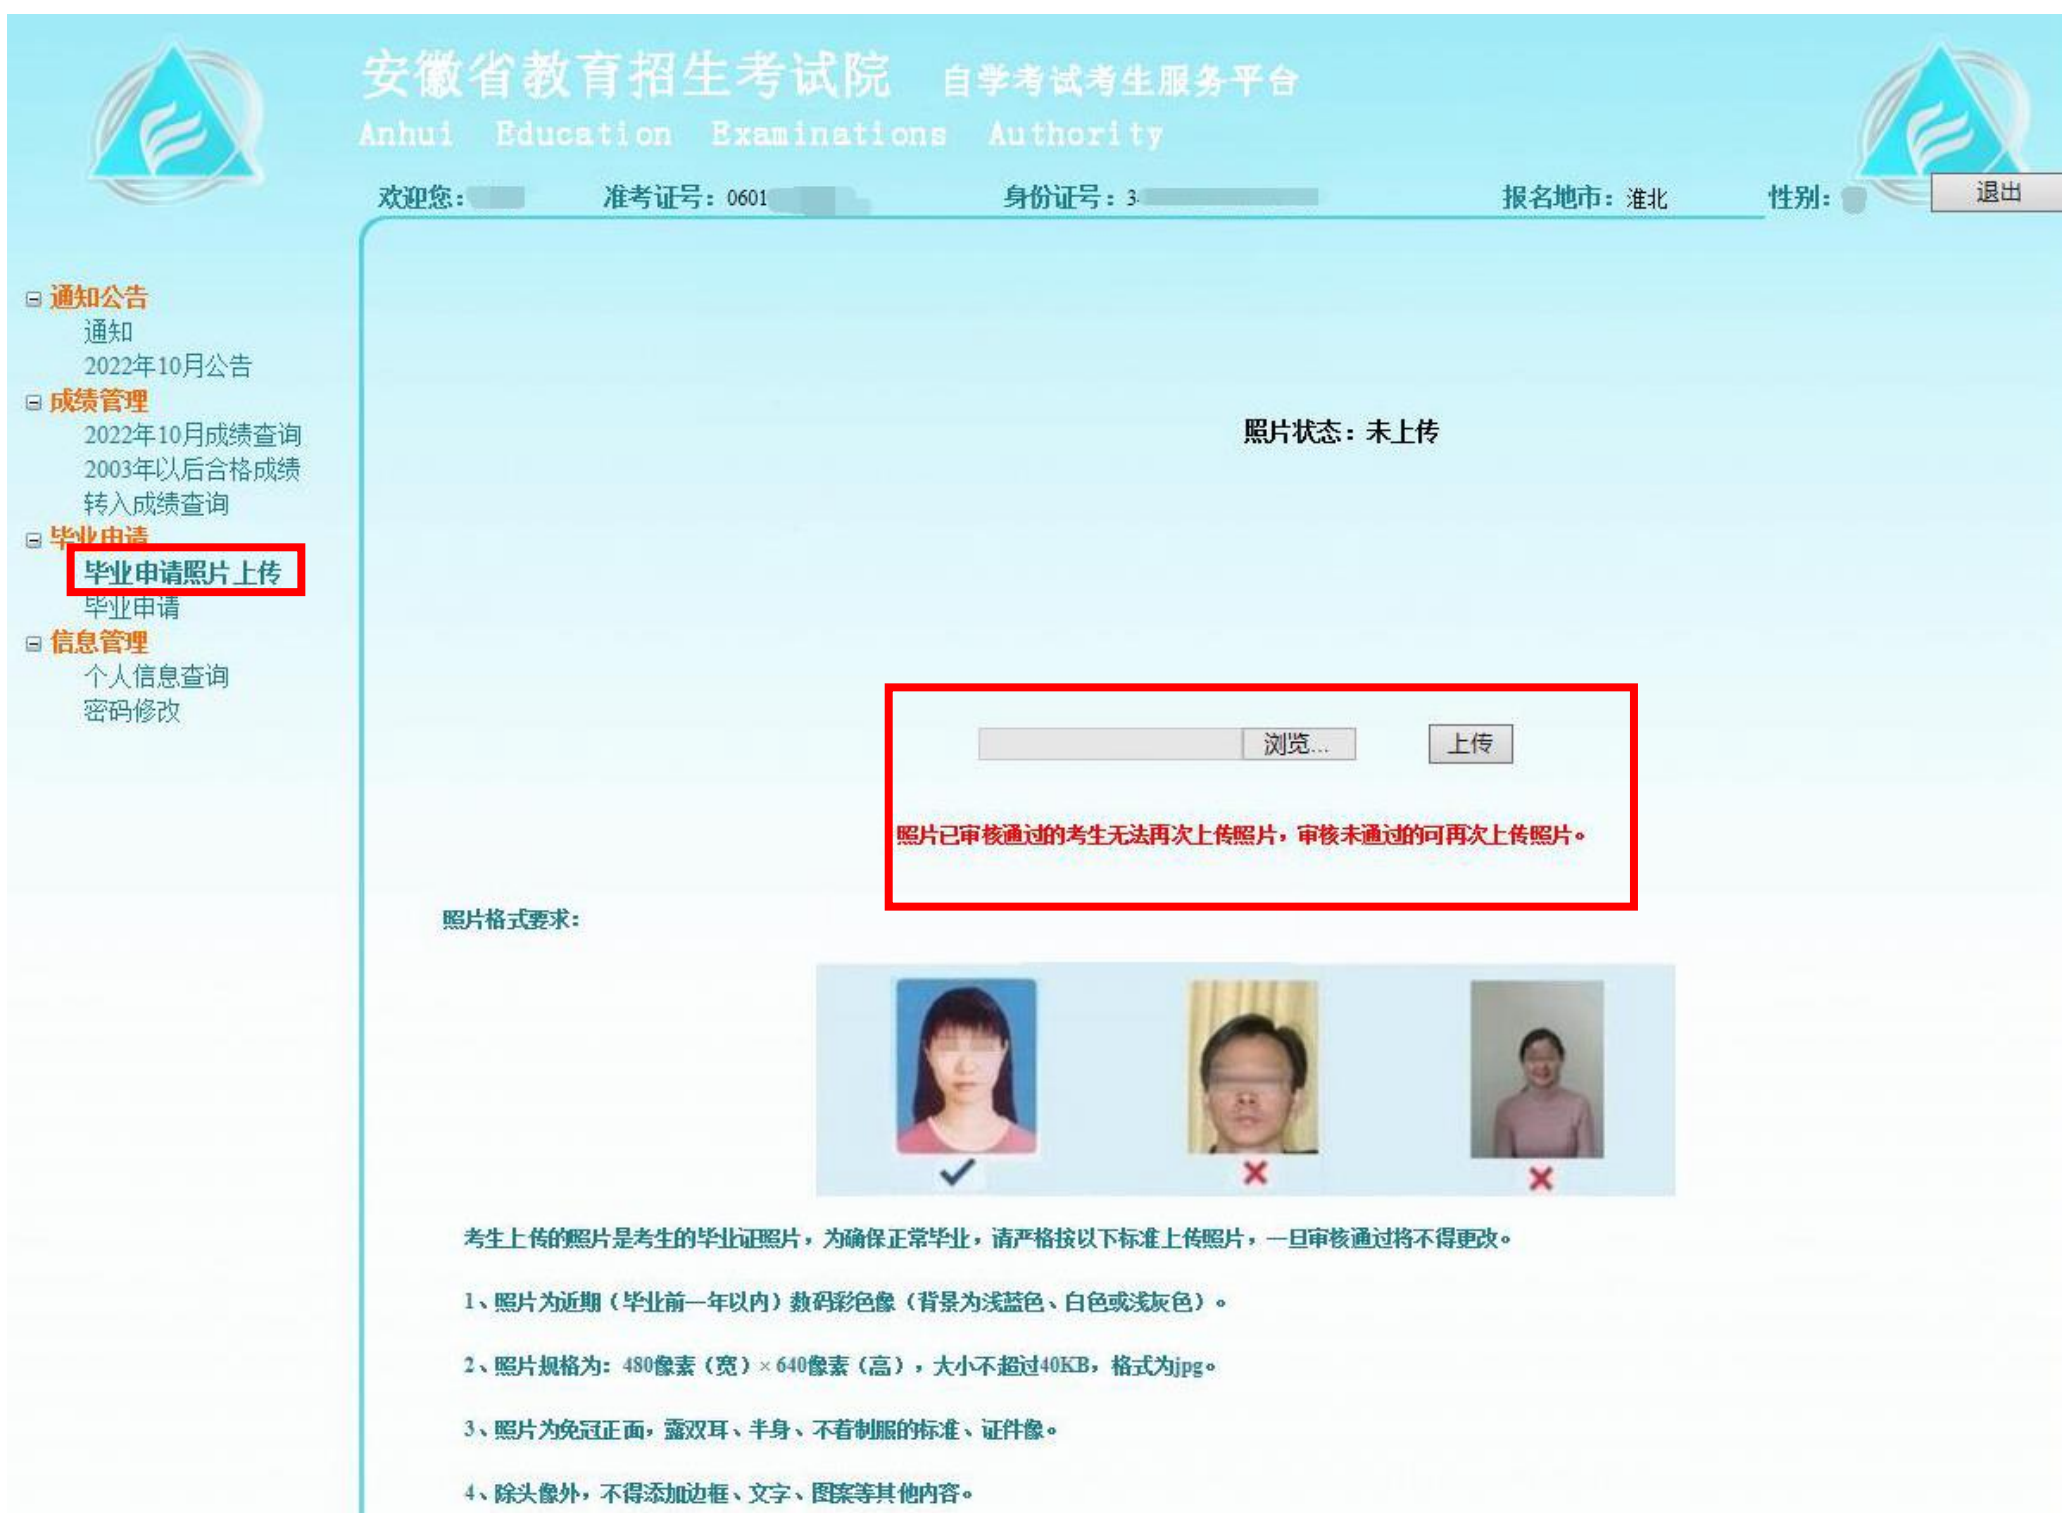 安徽省教育招生考试院 自学考试考生服务平台
Anhui Education Examinations Authority
欢迎您: 准考证号: 0601 身份证号: 3 报名地市: 淮北 性别: 退出
通知公告
通知
2022年10月公告
成绩管理
2022年10月成绩查询
2003年以后合格成绩
转入成绩查询
毕业申请
毕业申请照片上传
毕业申请
信息管理
个人信息查询
密码修改
照片状态：未上传
浏览... 上传
照片已审核通过的考生无法再次上传照片，审核未通过的可再次上传照片。
照片格式要求：
考生上传的照片是考生的毕业证照片，为确保正常毕业，请严格按以下标准上传照片，一旦审核通过将不得更改。
1、照片为近期（毕业前一年以内）数码彩色像（背景为浅蓝色、白色或浅灰色）。
2、照片规格为：480像素（宽）×640像素（高），大小不超过40KB，格式为jpg。
3、照片为免冠正面，露双耳、半身、不着制服的标准、证件像。
4、除头像外，不得添加边框、文字、图案等其他内容。